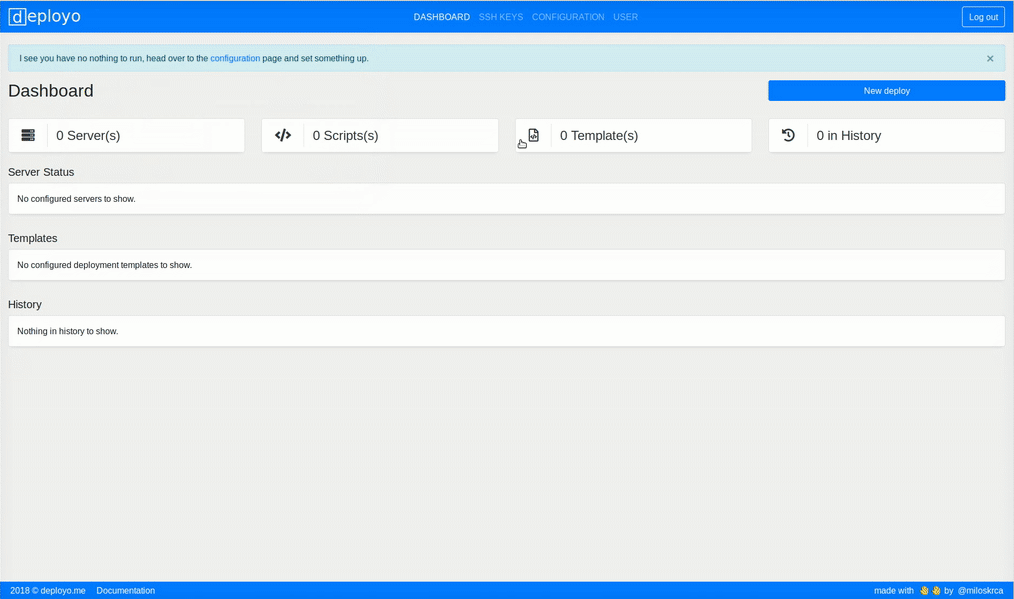 deployo DASHBOARD SSH KEYS CONFIGURATION USER Log out
I see you have no nothing to run, head over to the configuration page and set something up. ×
Dashboard New deploy
0 Server(s) 0 Scripts(s) 0 Template(s) 0 in History
Server Status
No configured servers to show.
Templates
No configured deployment templates to show.
History
Nothing in history to show.
2018 © deployo.me Documentation made with 👋 👋 by @miloskrca